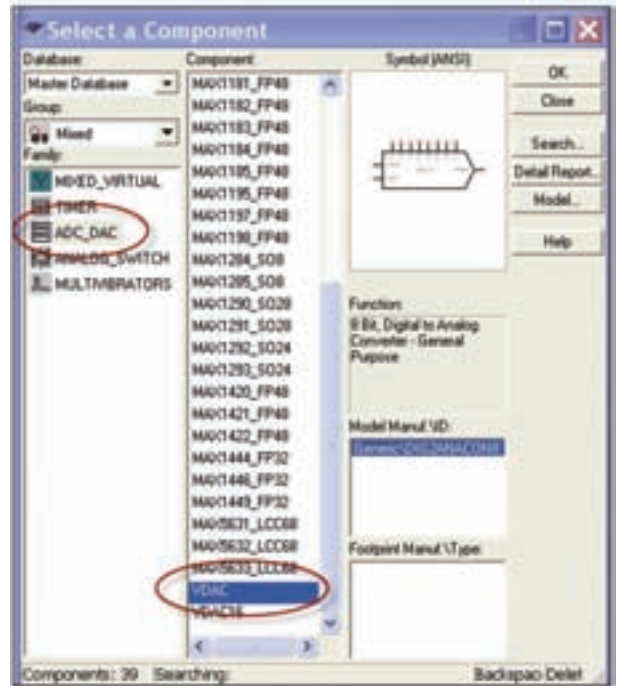 Select a Component
Database:
Master Database
Group:
Mixed
Family:
MIXED_VIRTUAL
TIMER
ADC_DAC
ANALOG_SWITCH
MULTIVIBRATORS
Component:
MAX1181_FP48
MAX1182_FP48
MAX1183_FP48
MAX1184_FP48
MAX1185_FP48
MAX1195_FP48
MAX1197_FP48
MAX1198_FP48
MAX1284_SO8
MAX1285_SO8
MAX1290_SO28
MAX1291_SO28
MAX1292_SO24
MAX1293_SO24
MAX1420_FP48
MAX1421_FP48
MAX1422_FP48
MAX1444_FP32
MAX1446_FP32
MAX1449_FP32
MAX5631_LCC68
MAX5632_LCC68
MAX5633_LCC68
VDAC
VDAC16
Symbol (ANSI)
Function:
8 Bit, Digital to Analog
Converter - General
Purpose
Model Manuf.\ID:
Footprint Manuf.\Type:
OK
Close
Search...
Detail Report...
Model...
Help
Components: 39 Searching: Backspac Delet